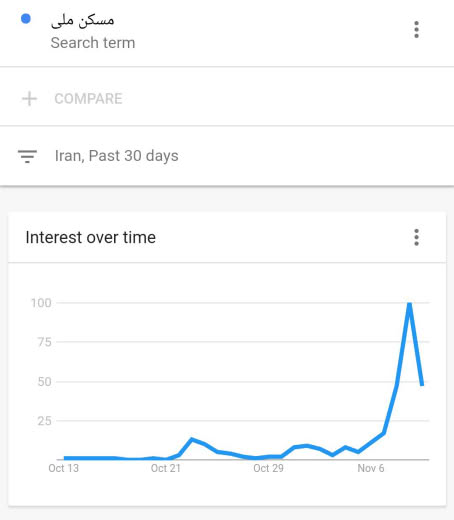 مسکن ملی
Search term
COMPARE
Iran, Past 30 days
Interest over time
100
75
50
25
Oct 13 Oct 21 Oct 29 Nov 6